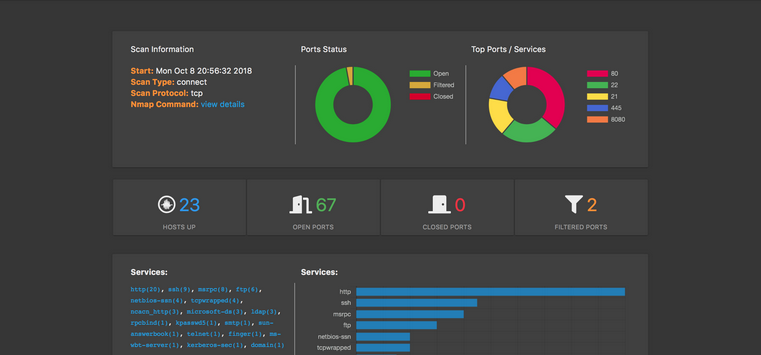 Scan Information
Start: Mon Oct 8 20:56:32 2018
Scan Type: connect
Scan Protocol: tcp
Nmap Command: view details
Ports Status
Open
Filtered
Closed
Top Ports / Services
80
22
21
445
8080
23
HOSTS UP
67
OPEN PORTS
0
CLOSED PORTS
2
FILTERED PORTS
Services:
http(20), ssh(9), msrpc(8), ftp(6),
netbios-ssn(4), tcpwrapped(4),
ncacn_http(3), microsoft-ds(3), ldap(3),
rpcbind(1), kpasswd5(1), smtp(1), sun-
answerbook(1), telnet(1), finger(1), ms-
wbt-server(1), kerberos-sec(1), domain(1)
Services:
http
ssh
msrpc
ftp
netbios-ssn
tcpwrapped